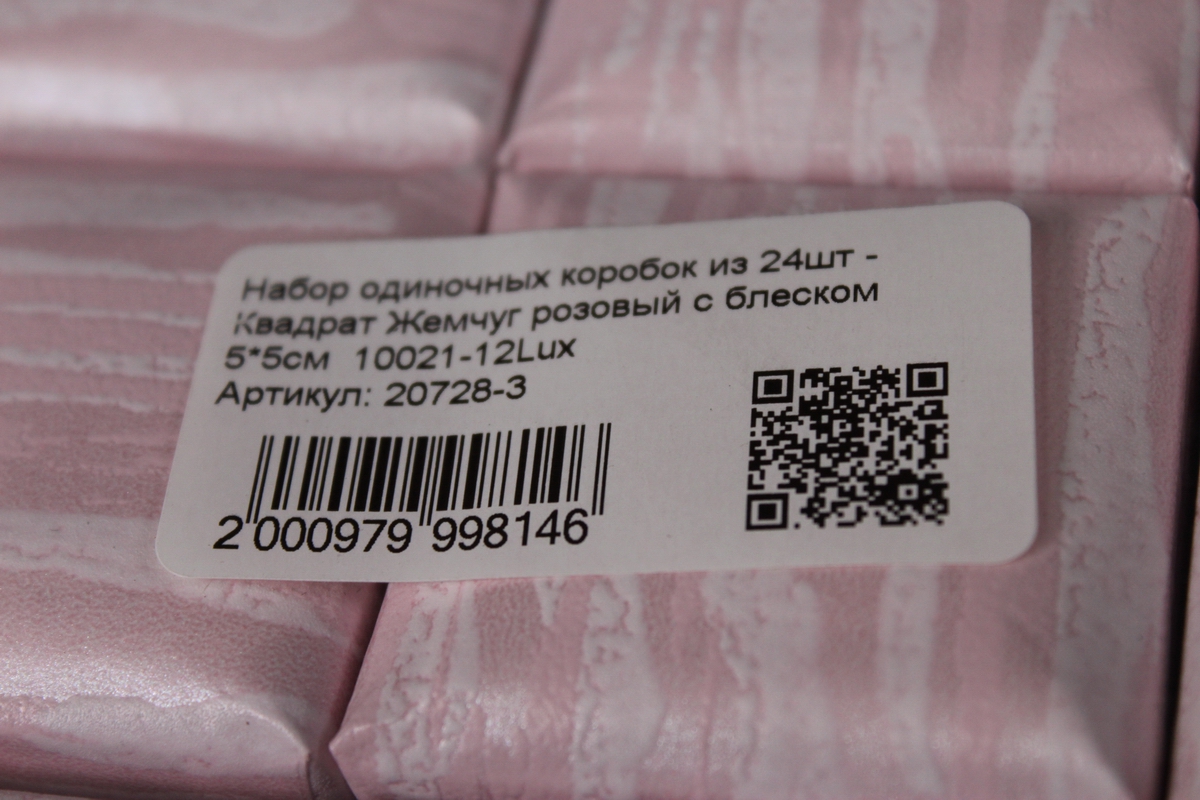 Набор одиночных коробок из 24шт -
Квадрат Жемчуг розовый с блеском
5*5см 10021-12Lux
Артикул: 20728-3
2 000979 998146